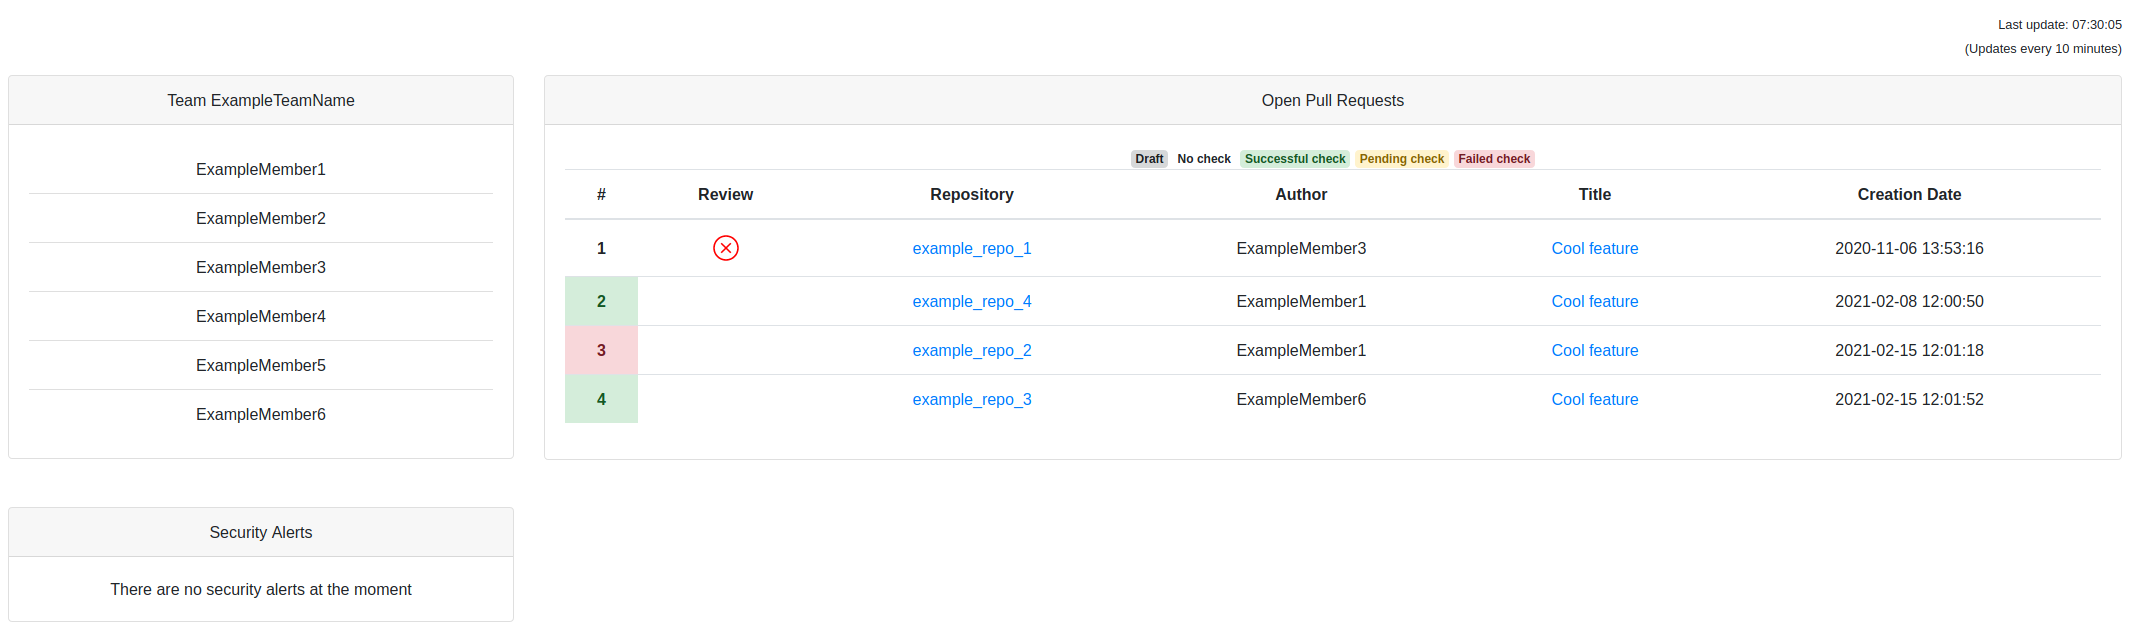 Last update: 07:30:05
(Updates every 10 minutes)
Team ExampleTeamName
ExampleMember1
ExampleMember2
ExampleMember3
ExampleMember4
ExampleMember5
ExampleMember6
Open Pull Requests
Draft No check Successful check Pending check Failed check
# Review Repository Author Title Creation Date
1 example_repo_1 ExampleMember3 Cool feature 2020-11-06 13:53:16
2 example_repo_4 ExampleMember1 Cool feature 2021-02-08 12:00:50
3 example_repo_2 ExampleMember1 Cool feature 2021-02-15 12:01:18
4 example_repo_3 ExampleMember6 Cool feature 2021-02-15 12:01:52
Security Alerts
There are no security alerts at the moment